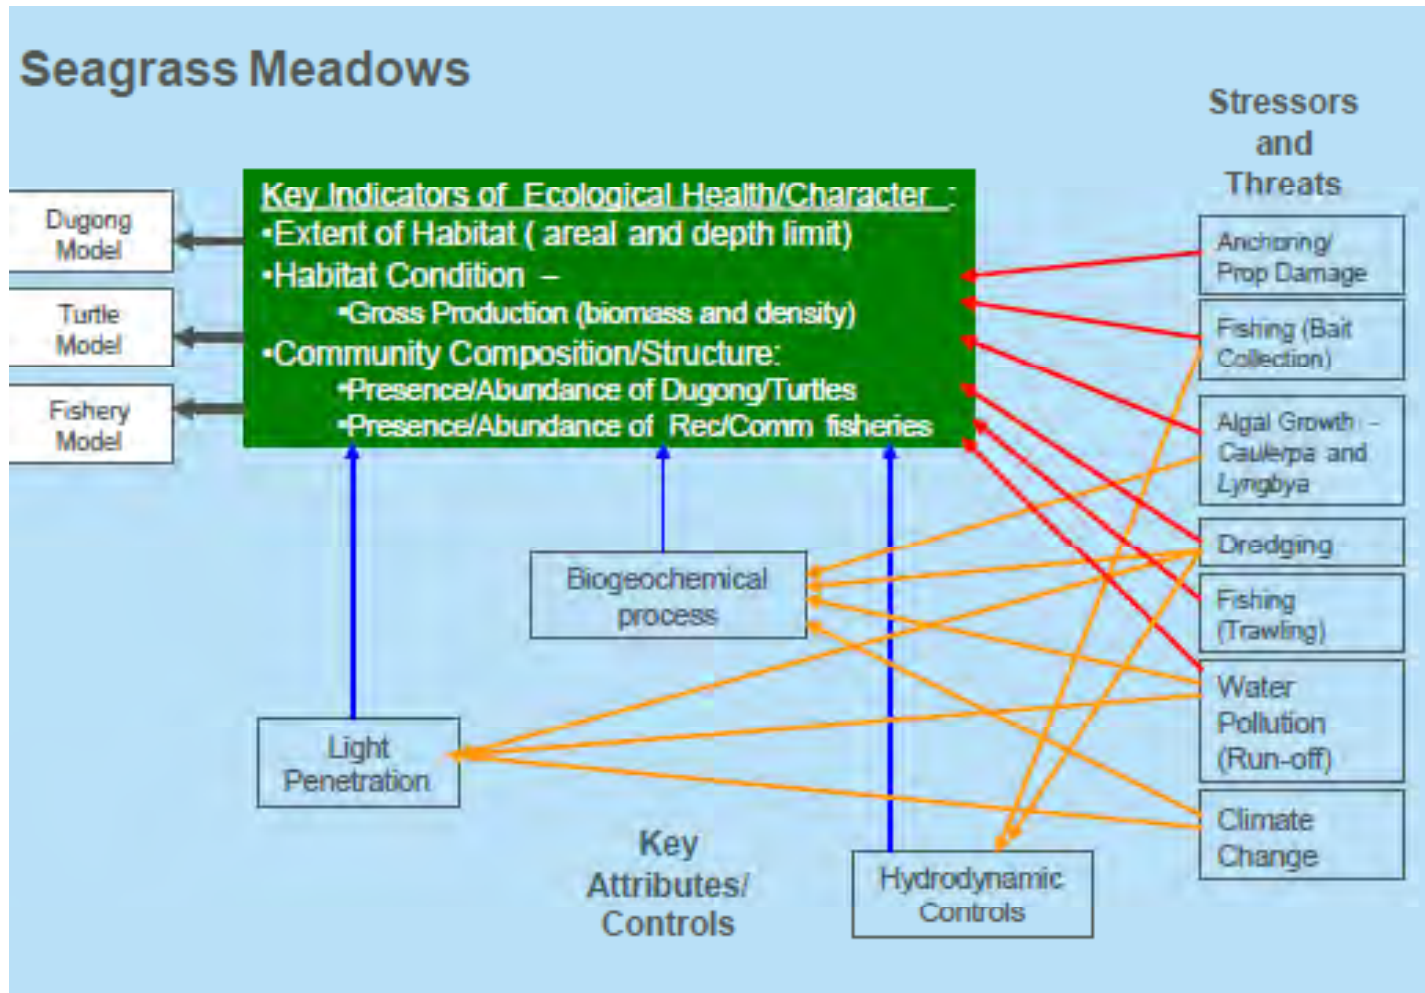 Seagrass Meadows
Stressors
and
Threats
Key Indicators of Ecological Health/Character :
•Extent of Habitat ( areal and depth limit)
•Habitat Condition –
•Gross Production (biomass and density)
•Community Composition/Structure:
•Presence/Abundance of Dugong/Turtles
•Presence/Abundance of Rec/Comm fisheries
Dugong
Model
Turtle
Model
Fishery
Model
Anchoring/
Prop Damage
Fishing (Bait
Collection)
Algal Growth –
Caulerpa and
Lyngbya
Dredging
Fishing
(Trawling)
Water
Pollution
(Run-off)
Climate
Change
Biogeochemical
process
Light
Penetration
Key
Attributes/
Controls
Hydrodynamic
Controls